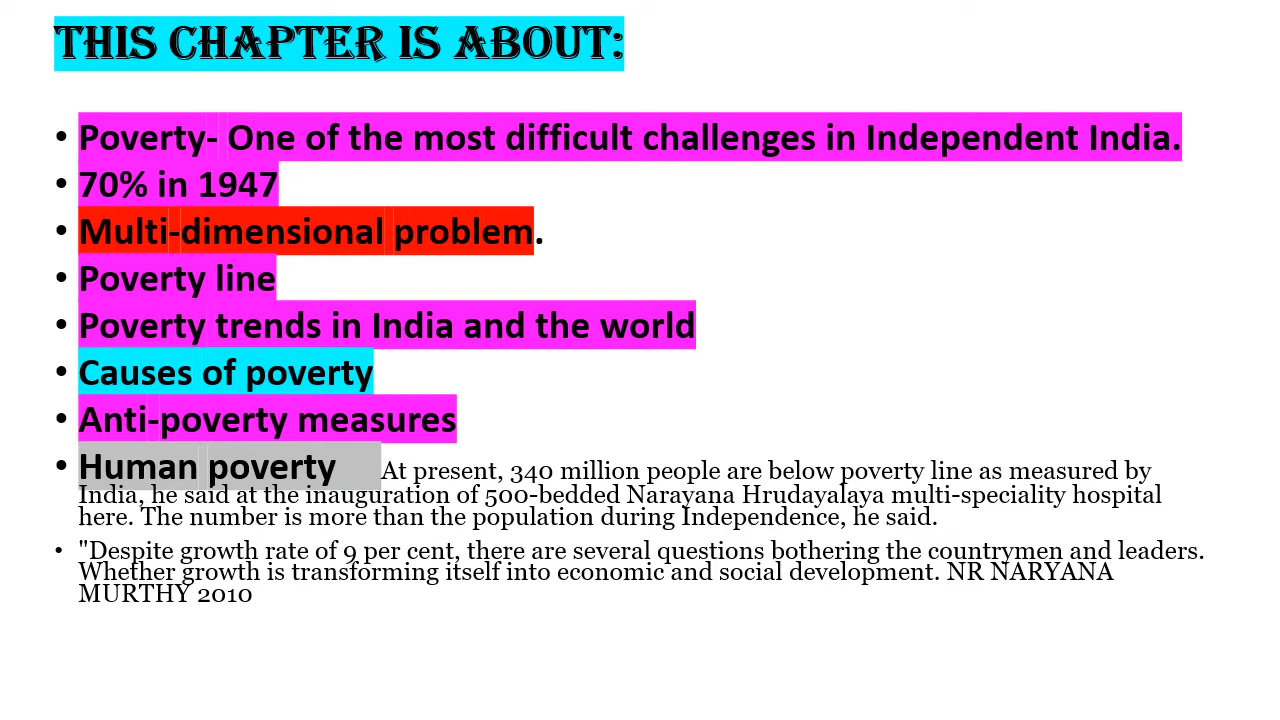 THIS CHAPTER IS ABOUT:
• Poverty- One of the most difficult challenges in Independent India.
• 70% in 1947
• Multi-dimensional problem.
• Poverty line
• Poverty trends in India and the world
• Causes of poverty
• Anti-poverty measures
• Human poverty At present, 340 million people are below poverty line as measured by
India, he said at the inauguration of 500-bedded Narayana Hrudayalaya multi-speciality hospital
here. The number is more than the population during Independence, he said.
• "Despite growth rate of 9 per cent, there are several questions bothering the countrymen and leaders.
Whether growth is transforming itself into economic and social development. NR NARYANA
MURTHY 2010